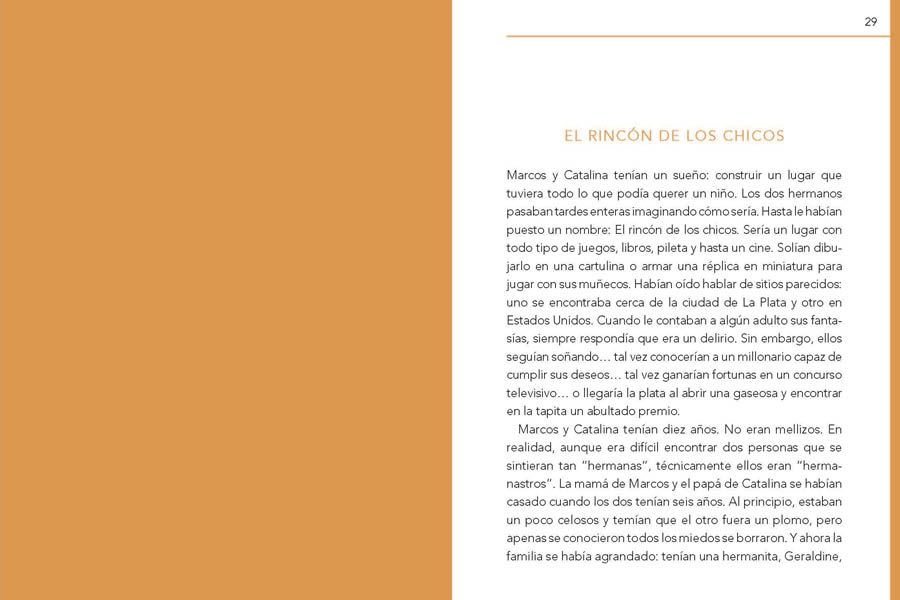 29
EL RINCÓN DE LOS CHICOS
Marcos y Catalina tenían un sueño: construir un lugar que
tuviera todo lo que podía querer un niño. Los dos hermanos
pasaban tardes enteras imaginando cómo sería. Hasta le habían
puesto un nombre: El rincón de los chicos. Sería un lugar con
todo tipo de juegos, libros, pileta y hasta un cine. Solían dibu-
jarlo en una cartulina o armar una réplica en miniatura para
jugar con sus muñecos. Habían oído hablar de sitios parecidos:
uno se encontraba cerca de la ciudad de La Plata y otro en
Estados Unidos. Cuando le contaban a algún adulto sus fanta-
sías, siempre respondía que era un delirio. Sin embargo, ellos
seguían soñando... tal vez conocerían a un millonario capaz de
cumplir sus deseos... tal vez ganarían fortunas en un concurso
televisivo... o llegaría la plata al abrir una gaseosa y encontrar
en la tapita un abultado premio.
Marcos y Catalina tenían diez años. No eran mellizos. En
realidad, aunque era difícil encontrar dos personas que se
sintieran tan “hermanas”, técnicamente ellos eran “herma-
nastros”. La mamá de Marcos y el papá de Catalina se habían
casado cuando los dos tenían seis años. Al principio, estaban
un poco celosos y temían que el otro fuera un plomo, pero
apenas se conocieron todos los miedos se borraron. Y ahora la
familia se había agrandado: tenían una hermanita, Geraldine,